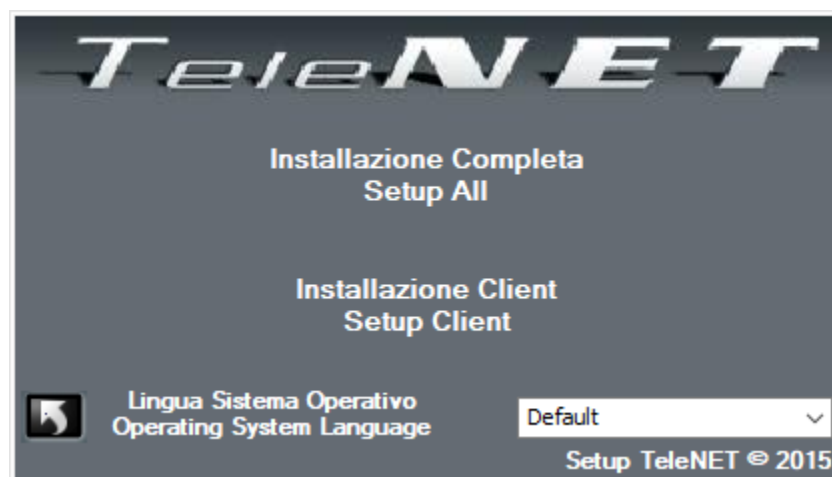 TeleNET
Installazione Completa
Setup All
Installazione Client
Setup Client
Lingua Sistema Operativo
Operating System Language
Default
Setup TeleNET © 2015